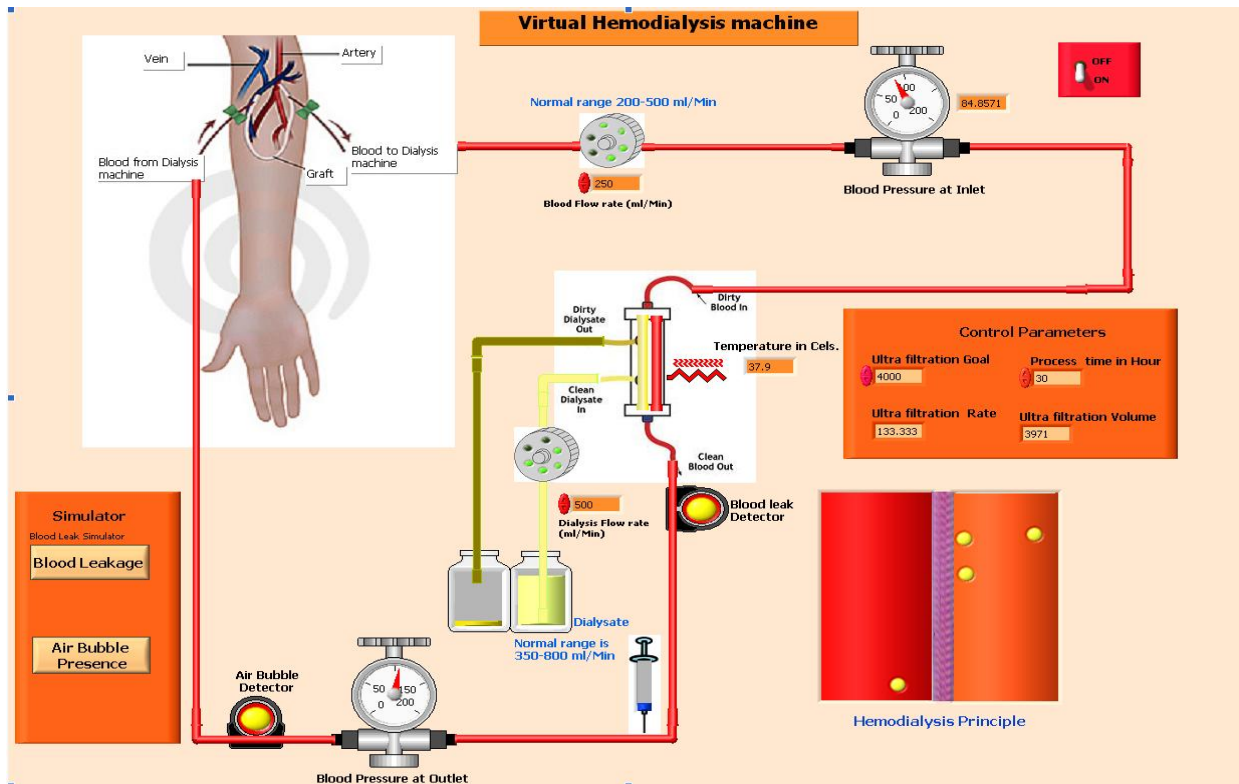 Virtual Hemodialysis machine
Vein
Artery
OFF
ON
Normal range 200-500 ml/Min
50
100
0
200
84.8571
Blood from Dialysis
machine
Blood to Dialysis
machine
Graft
250
Blood Flow rate (ml/Min)
Blood Pressure at Inlet
Dirty
Blood In
Dirty
Dialysate
Out
Temperature in Cels.
37.9
Clean
Dialysate
In
Clean
Blood Out
Control Parameters
Ultra filtration Goal
4000
Process time in Hour
30
Ultra filtration Rate
133.333
Ultra filtration Volume
3971
500
Dialysis Flow rate
(ml/Min)
Blood leak
Detector
Simulator
Blood Leak Simulator
Blood Leakage
Air Bubble
Presence
Dialysate
Normal range is
350-800 ml/Min
Air Bubble
Detector
50
150
0
200
Blood Pressure at Outlet
Hemodialysis Principle